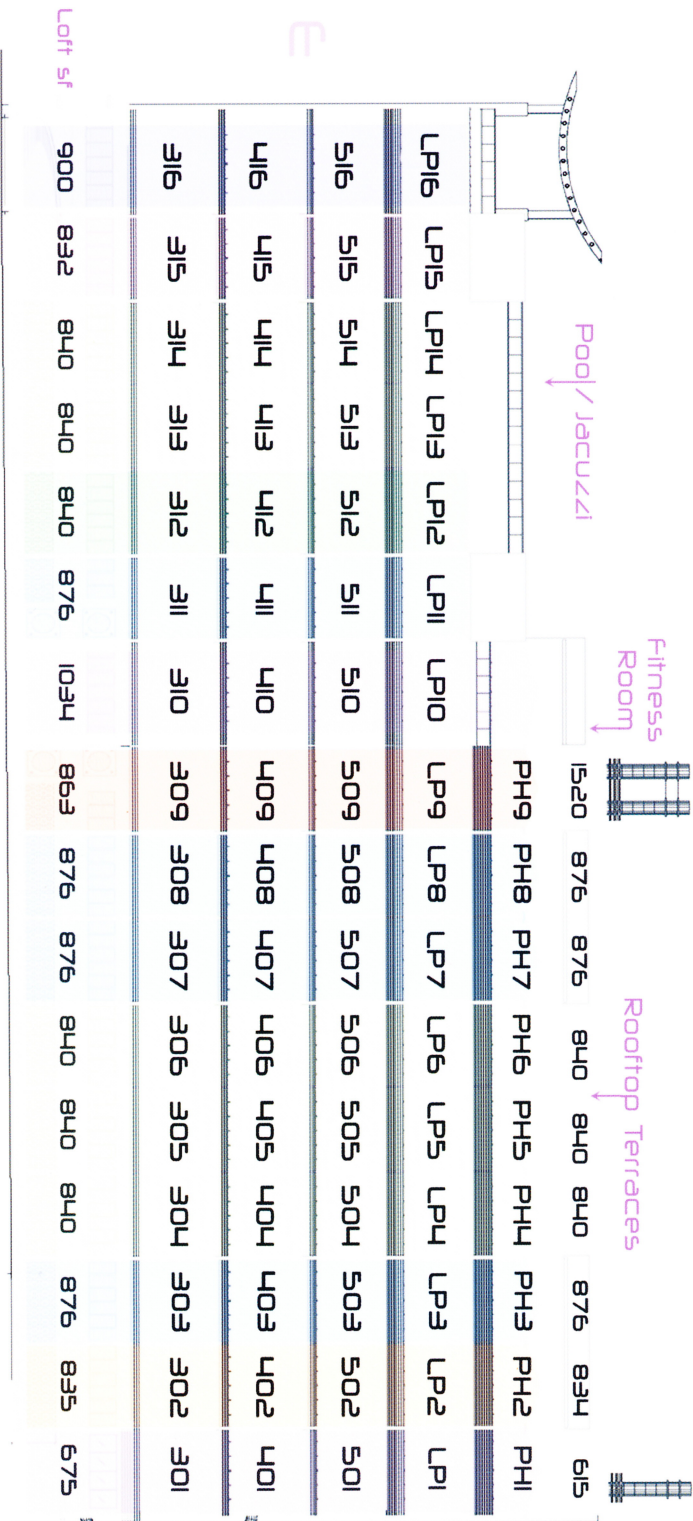 Fitness
Room
Rooftop Terraces
Pool/Jacuzzi
1520 876 876 840 840 840 876 834 615
PH9 PH8 PH7 PH6 PH5 PH4 PH3 PH2 PH1
LP16 LP15 LP14 LP13 LP12 LP11 LP10 LP9 LP8 LP7 LP6 LP5 LP4 LP3 LP2 LP1
516 515 514 513 512 511 510 509 508 507 506 505 504 503 502 501
416 415 414 413 412 411 410 409 408 407 406 405 404 403 402 401
316 315 314 313 312 311 310 309 308 307 306 305 304 303 302 301
Loft sf 900 832 840 840 840 876 1034 863 876 876 840 840 840 876 835 675